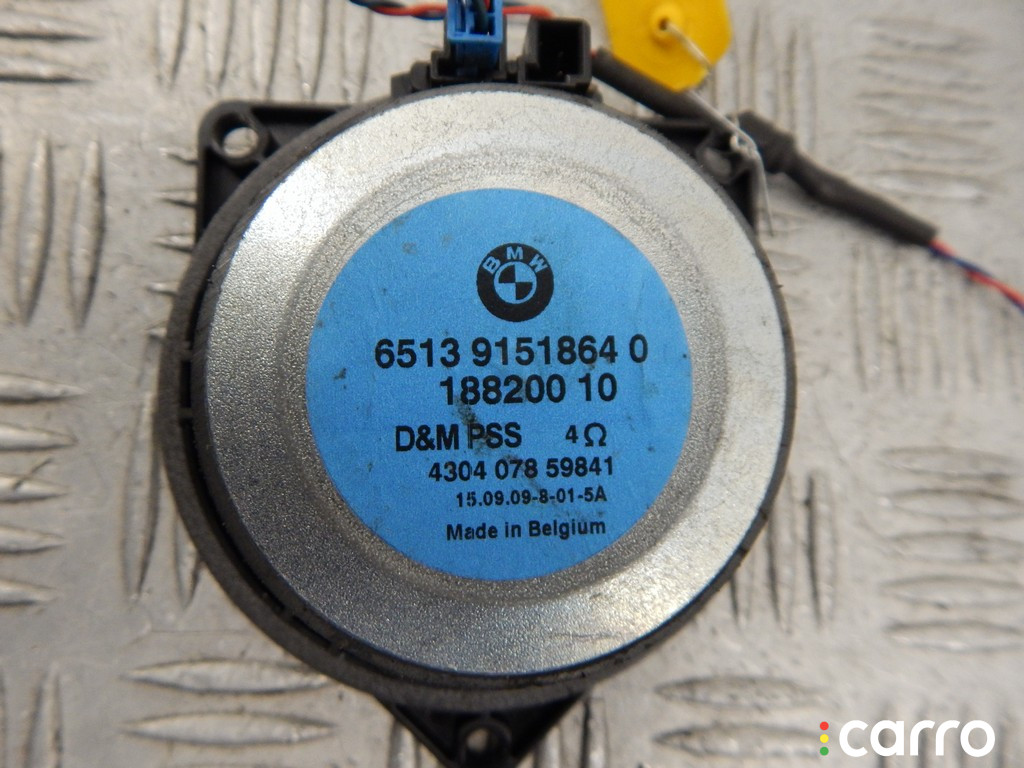 BMW
6513 9151864 0
188200 10
D&M PSS 4Ω
4304 078 59841
15.09.09-8-01-5A
Made in Belgium
carro